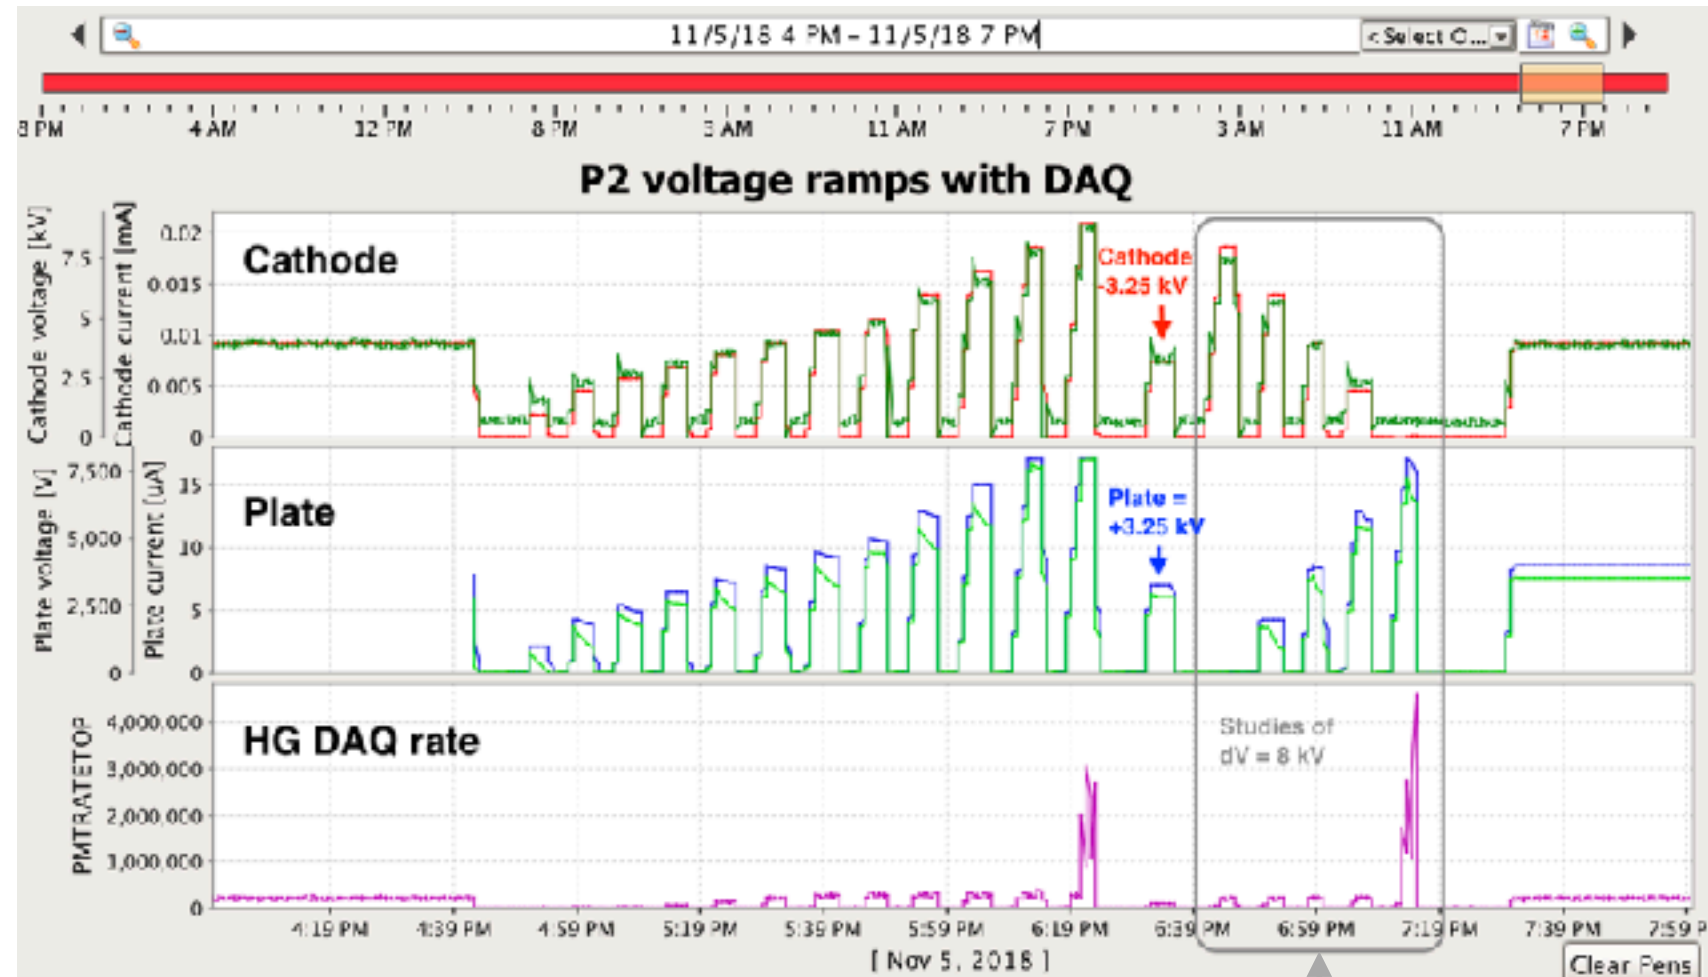 11/5/18 4 PM - 11/5/18 7 PM
< Select C...
3 PM 4 AM 12 PM 8 PM 3 AM 11 AM 7 PM 3 AM 11 AM 7 PM
P2 voltage ramps with DAQ
Cathode voltage [kV]
7.5
5
2.5
0
Cathode current [mA]
0.02
0.015
0.01
0.005
0
Cathode
Cathode
-3.25 kV
Plate voltage [V]
7,500
5,000
2,500
0
Plate current [uA]
15
10
5
0
Plate
Plate =
+3.25 kV
PMTRATETOP
4,000,000
3,000,000
2,000,000
1,000,000
0
HG DAQ rate
Studies of
dV = 8 kV
4:19 PM 4:39 PM 4:59 PM 5:19 PM 5:39 PM 5:59 PM 6:19 PM 6:39 PM 6:59 PM 7:19 PM 7:39 PM 7:59 P
[ Nov 5, 2018 ]
Clear Pens